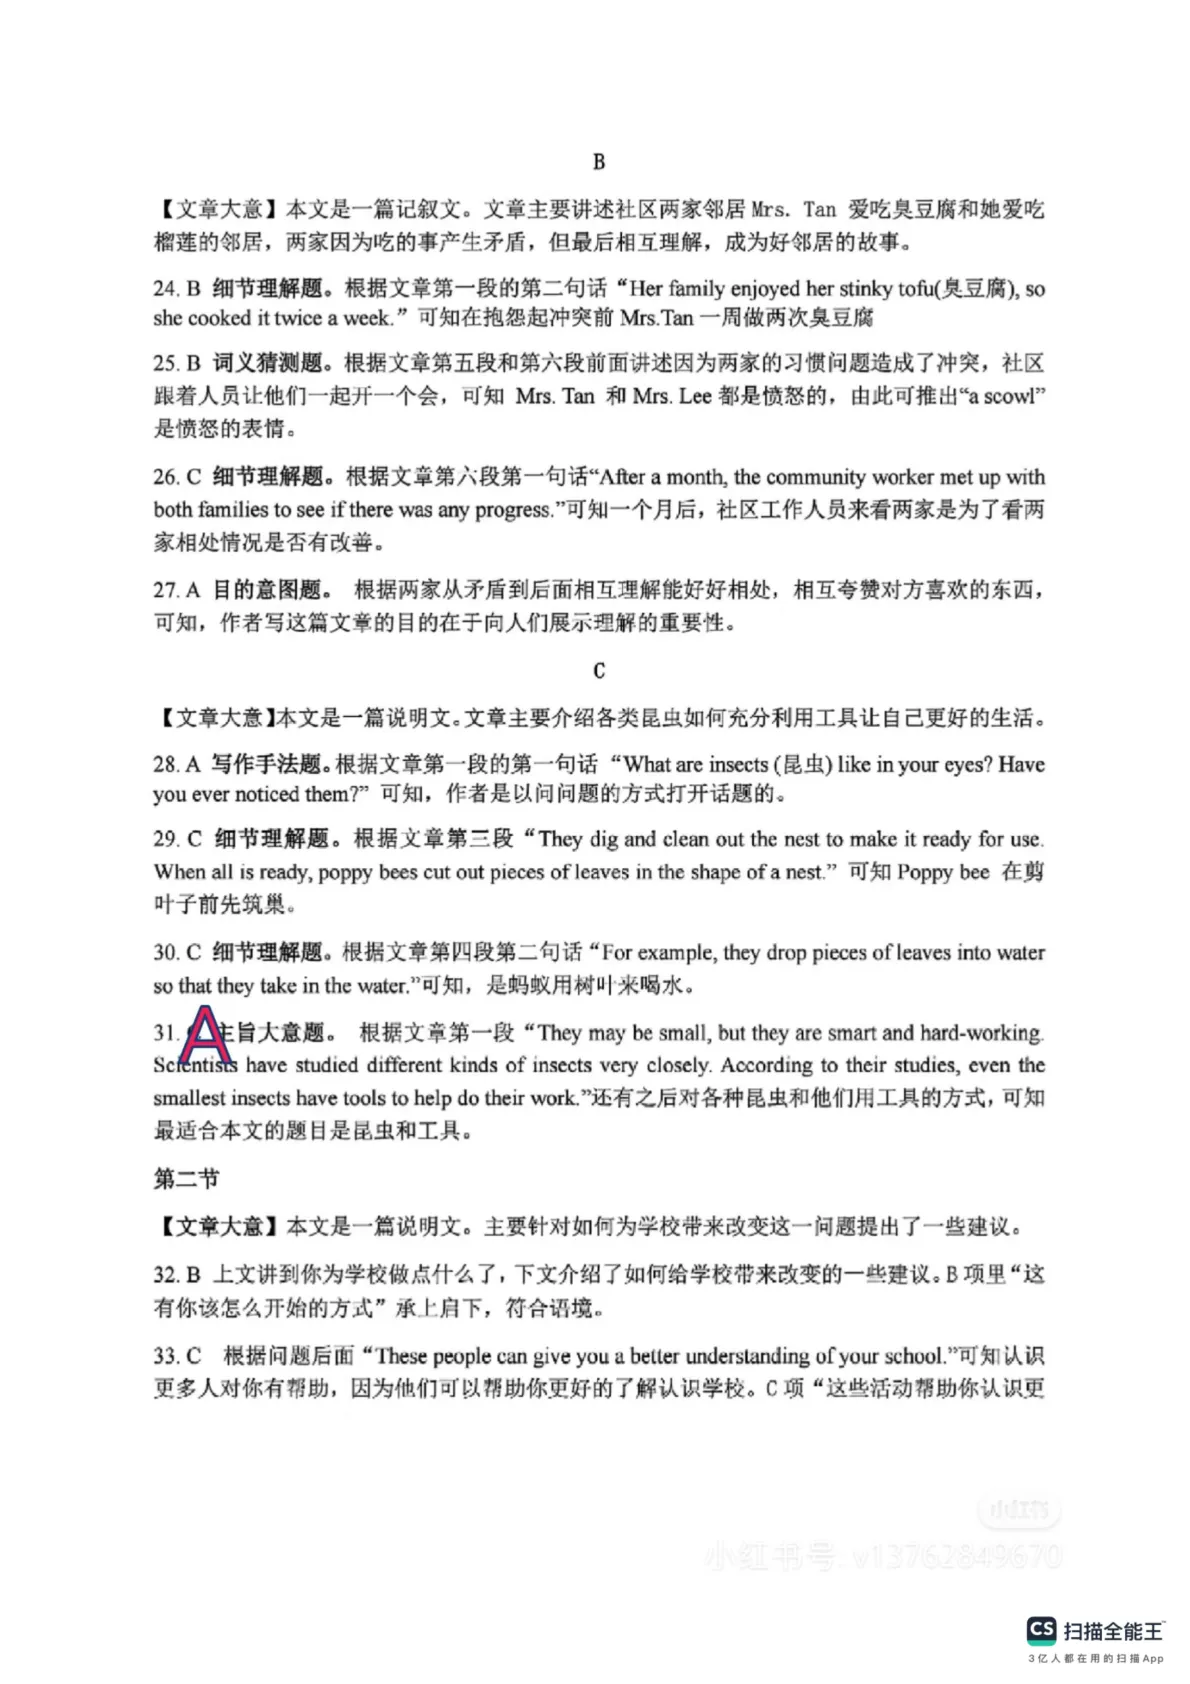 B
【文章大意】本文是一篇记叙文。文章主要讲述社区两家邻居Mrs. Tan 爱吃臭豆腐和她爱吃
榴莲的邻居，两家因为吃的事产生矛盾，但最后相互理解，成为好邻居的故事。
24. B 细节理解题。根据文章第一段的第二句话“Her family enjoyed her stinky tofu(臭豆腐), so
she cooked it twice a week.”可知在抱怨起冲突前 Mrs.Tan 一周做两次臭豆腐
25. B 词义猜测题。根据文章第五段和第六段前面讲述因为两家的习惯问题造成了冲突，社区
跟着人员让他们一起开一个会，可知 Mrs. Tan 和 Mrs. Lee 都是愤怒的，由此可推出“a scowl”
是愤怒的表情。
26. C 细节理解题。根据文章第六段第一句话“After a month, the community worker met up with
both families to see if there was any progress.”可知一个月后，社区工作人员来看两家是为了看两
家相处情况是否有改善。
27. A 目的意图题。 根据两家从矛盾到后面相互理解能好好相处，相互夸赞对方喜欢的东西，
可知，作者写这篇文章的目的在于向人们展示理解的重要性。
C
【文章大意】本文是一篇说明文。文章主要介绍各类昆虫如何充分利用工具让自己更好的生活。
28. A 写作手法题。根据文章第一段的第一句话 “What are insects (昆虫) like in your eyes? Have
you ever noticed them?” 可知，作者是以问问题的方式打开话题的。
29. C 细节理解题。根据文章第三段“They dig and clean out the nest to make it ready for use.
When all is ready, poppy bees cut out pieces of leaves in the shape of a nest.” 可知 Poppy bee 在剪
叶子前先筑巢。
30. C 细节理解题。根据文章第四段第二句话“For example, they drop pieces of leaves into water
so that they take in the water.”可知，是蚂蚁用树叶来喝水。
31. A 主旨大意题。 根据文章第一段“They may be small, but they are smart and hard-working.
Scientists have studied different kinds of insects very closely. According to their studies, even the
smallest insects have tools to help do their work.”还有之后对各种昆虫和他们用工具的方式，可知
最适合本文的题目是昆虫和工具。
第二节
【文章大意】本文是一篇说明文。主要针对如何为学校带来改变这一问题提出了一些建议。
32. B 上文讲到你为学校做点什么了，下文介绍了如何给学校带来改变的一些建议。B项里“这
有你该怎么开始的方式”承上启下，符合语境。
33. C 根据问题后面“These people can give you a better understanding of your school.”可知认识
更多人对你有帮助，因为他们可以帮助你更好的了解认识学校。C项“这些活动帮助你认识更
小红书
小红书号. v13762849670
CS 扫描全能王™
3亿人都在用的扫描App